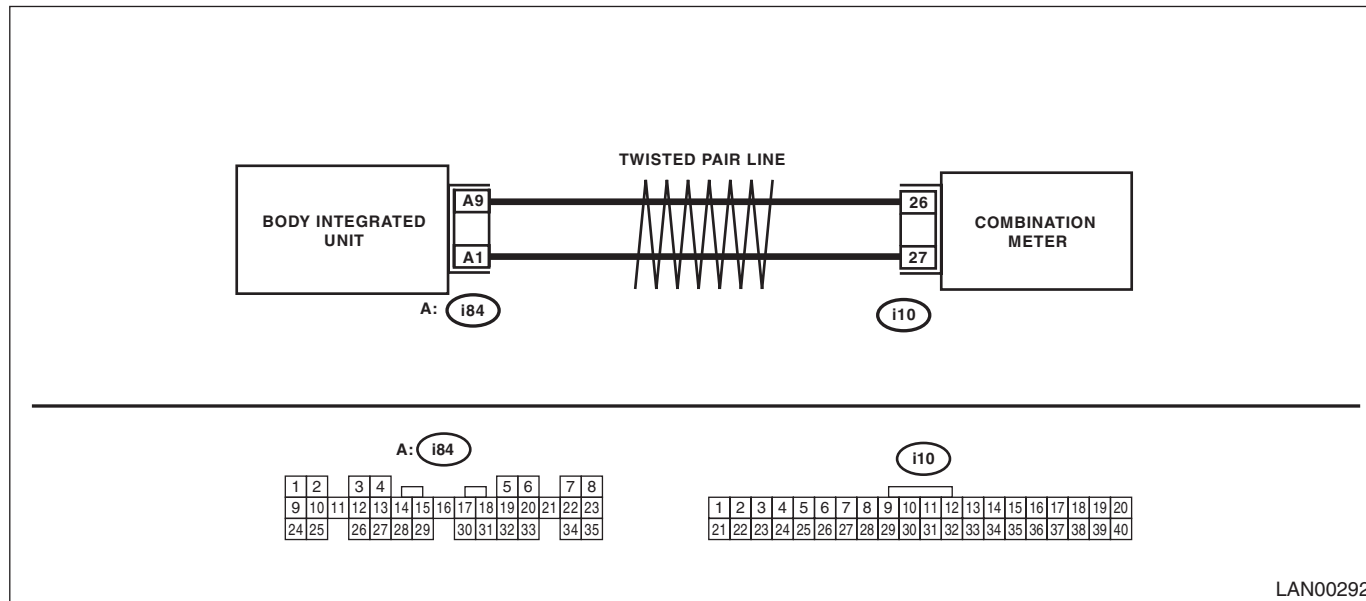 TWISTED PAIR LINE
BODY INTEGRATED
UNIT
A9
A1
26
27
COMBINATION
METER
A: i84
i10
A: i84
1 2 3 4 5 6 7 8
9 10 11 12 13 14 15 16 17 18 19 20 21 22 23
24 25 26 27 28 29 30 31 32 33 34 35
i10
1 2 3 4 5 6 7 8 9 10 11 12 13 14 15 16 17 18 19 20
21 22 23 24 25 26 27 28 29 30 31 32 33 34 35 36 37 38 39 40
LAN00292